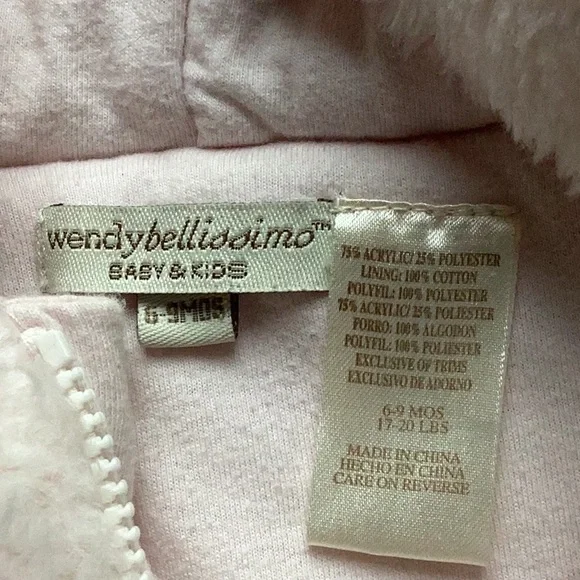 wendybellissimo™
BABY & KIDS
6-9MOS
75% ACRYLIC/ 25% POLYESTER
LINING: 100% COTTON
POLYFIL: 100% POLYESTER
75% ACRYLIC/ 25% POLIESTER
FORRO: 100% ALGODON
POLYFIL: 100% POLIESTER
EXCLUSIVE OF TRIMS
EXCLUSIVO DE ADORNO
6-9 MOS
17-20 LBS
MADE IN CHINA
HECHO EN CHINA
CARE ON REVERSE